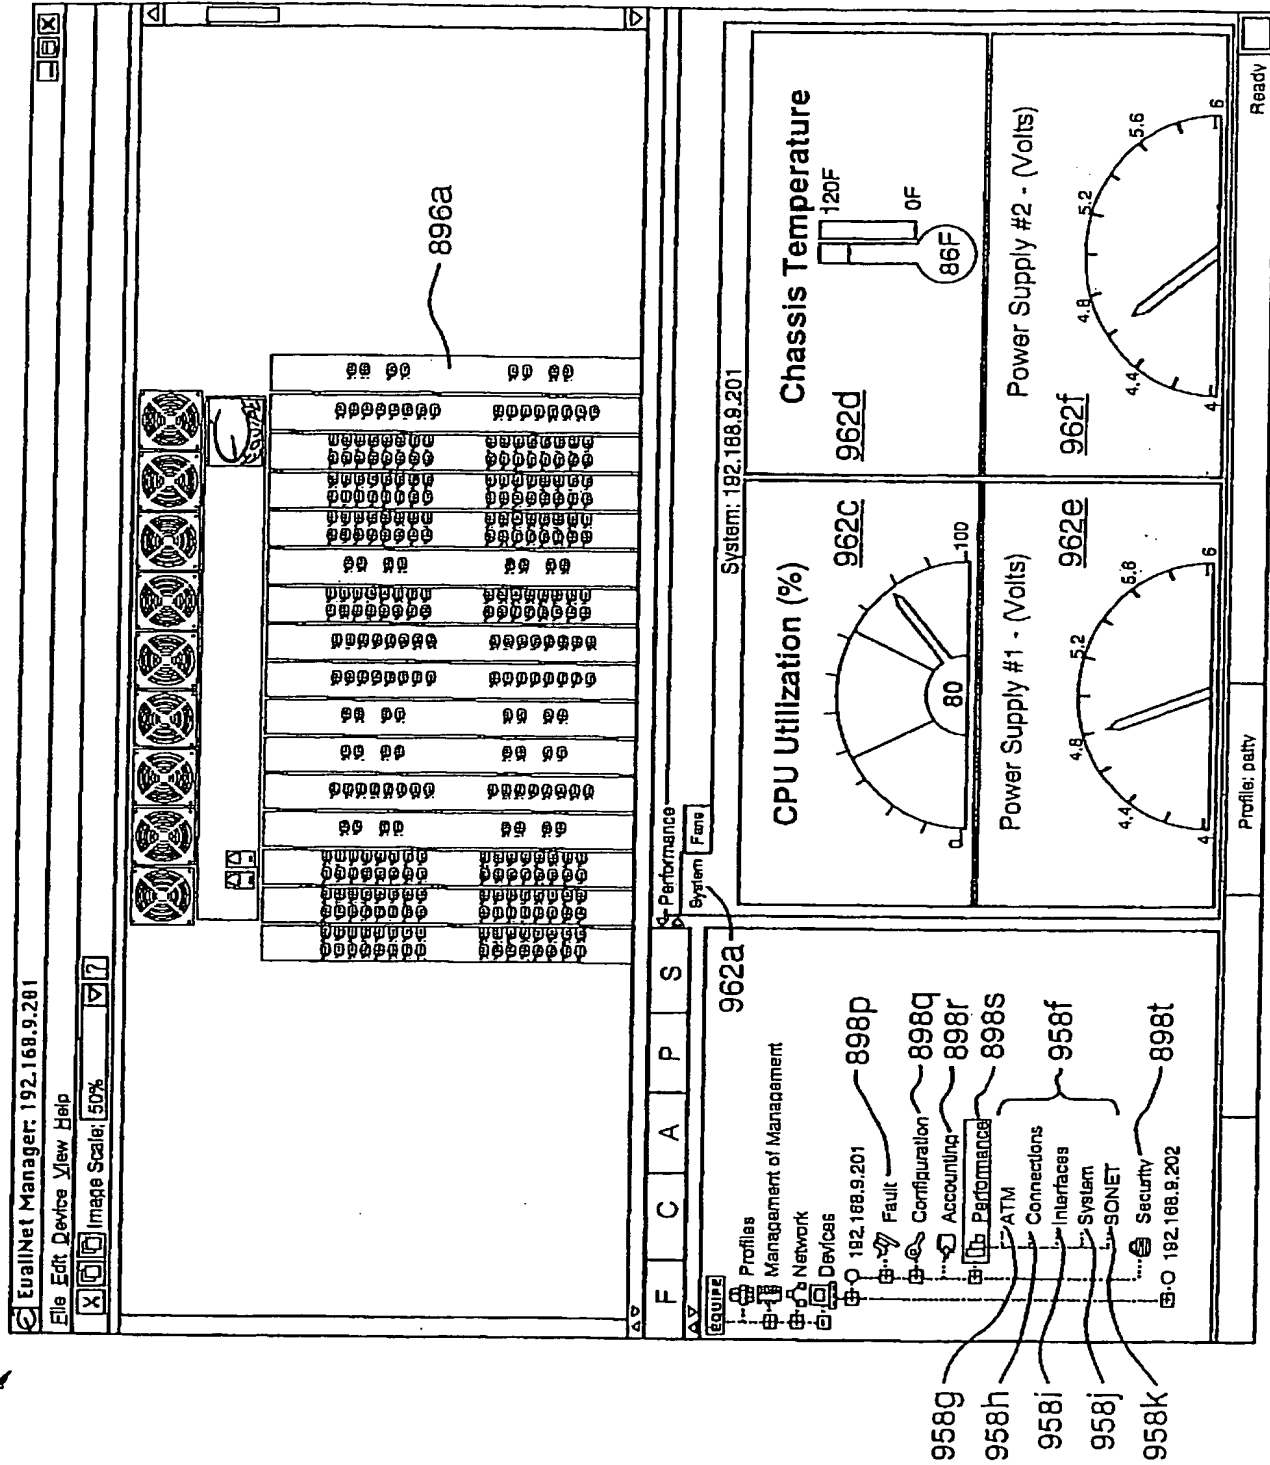 EuallNet Manager: 192.168.9.201
File Edit Device View Help
X Image Scale: 50% ?
EQUIPE
896a
F C A P S
EQUIPE
Profiles
Management of Management
Network
Devices
192.168.9.201
Fault
Configuration
Accounting
Performance
ATM
Connections
Interfaces
System
SONET
Security
192.168.9.202
962a
898p
898q
898r
898s
958f
898t
958g
958h
958i
958j
958k
Performance
System Fans
System: 192.168.9.201
CPU Utilization (%)
962c
0
80
100
Chassis Temperature
962d
120F
0F
86F
Power Supply #1 - (Volts)
962e
4
4.4
4.8
5.2
5.6
6
Power Supply #2 - (Volts)
962f
4
4.4
4.8
5.2
5.6
6
Profile: patty
Ready